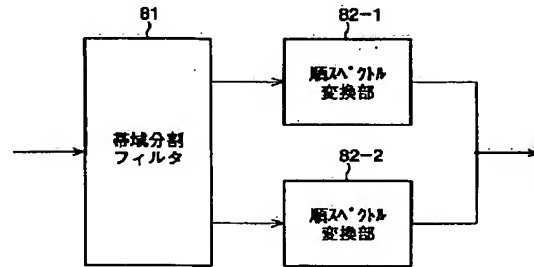 81
82-1
順スペクトル
変換部
帯域分割
フィルタ
82-2
順スペクトル
変換部